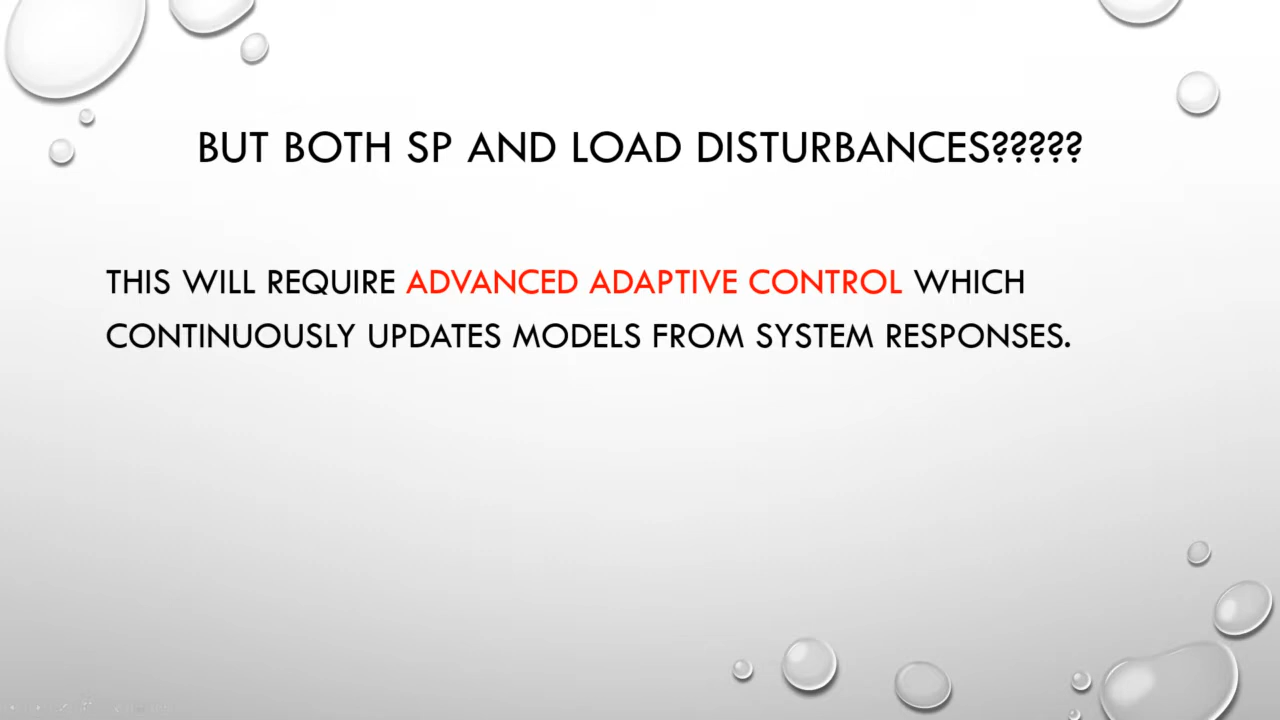 BUT BOTH SP AND LOAD DISTURBANCES?????
THIS WILL REQUIRE ADVANCED ADAPTIVE CONTROL WHICH
CONTINUOUSLY UPDATES MODELS FROM SYSTEM RESPONSES.